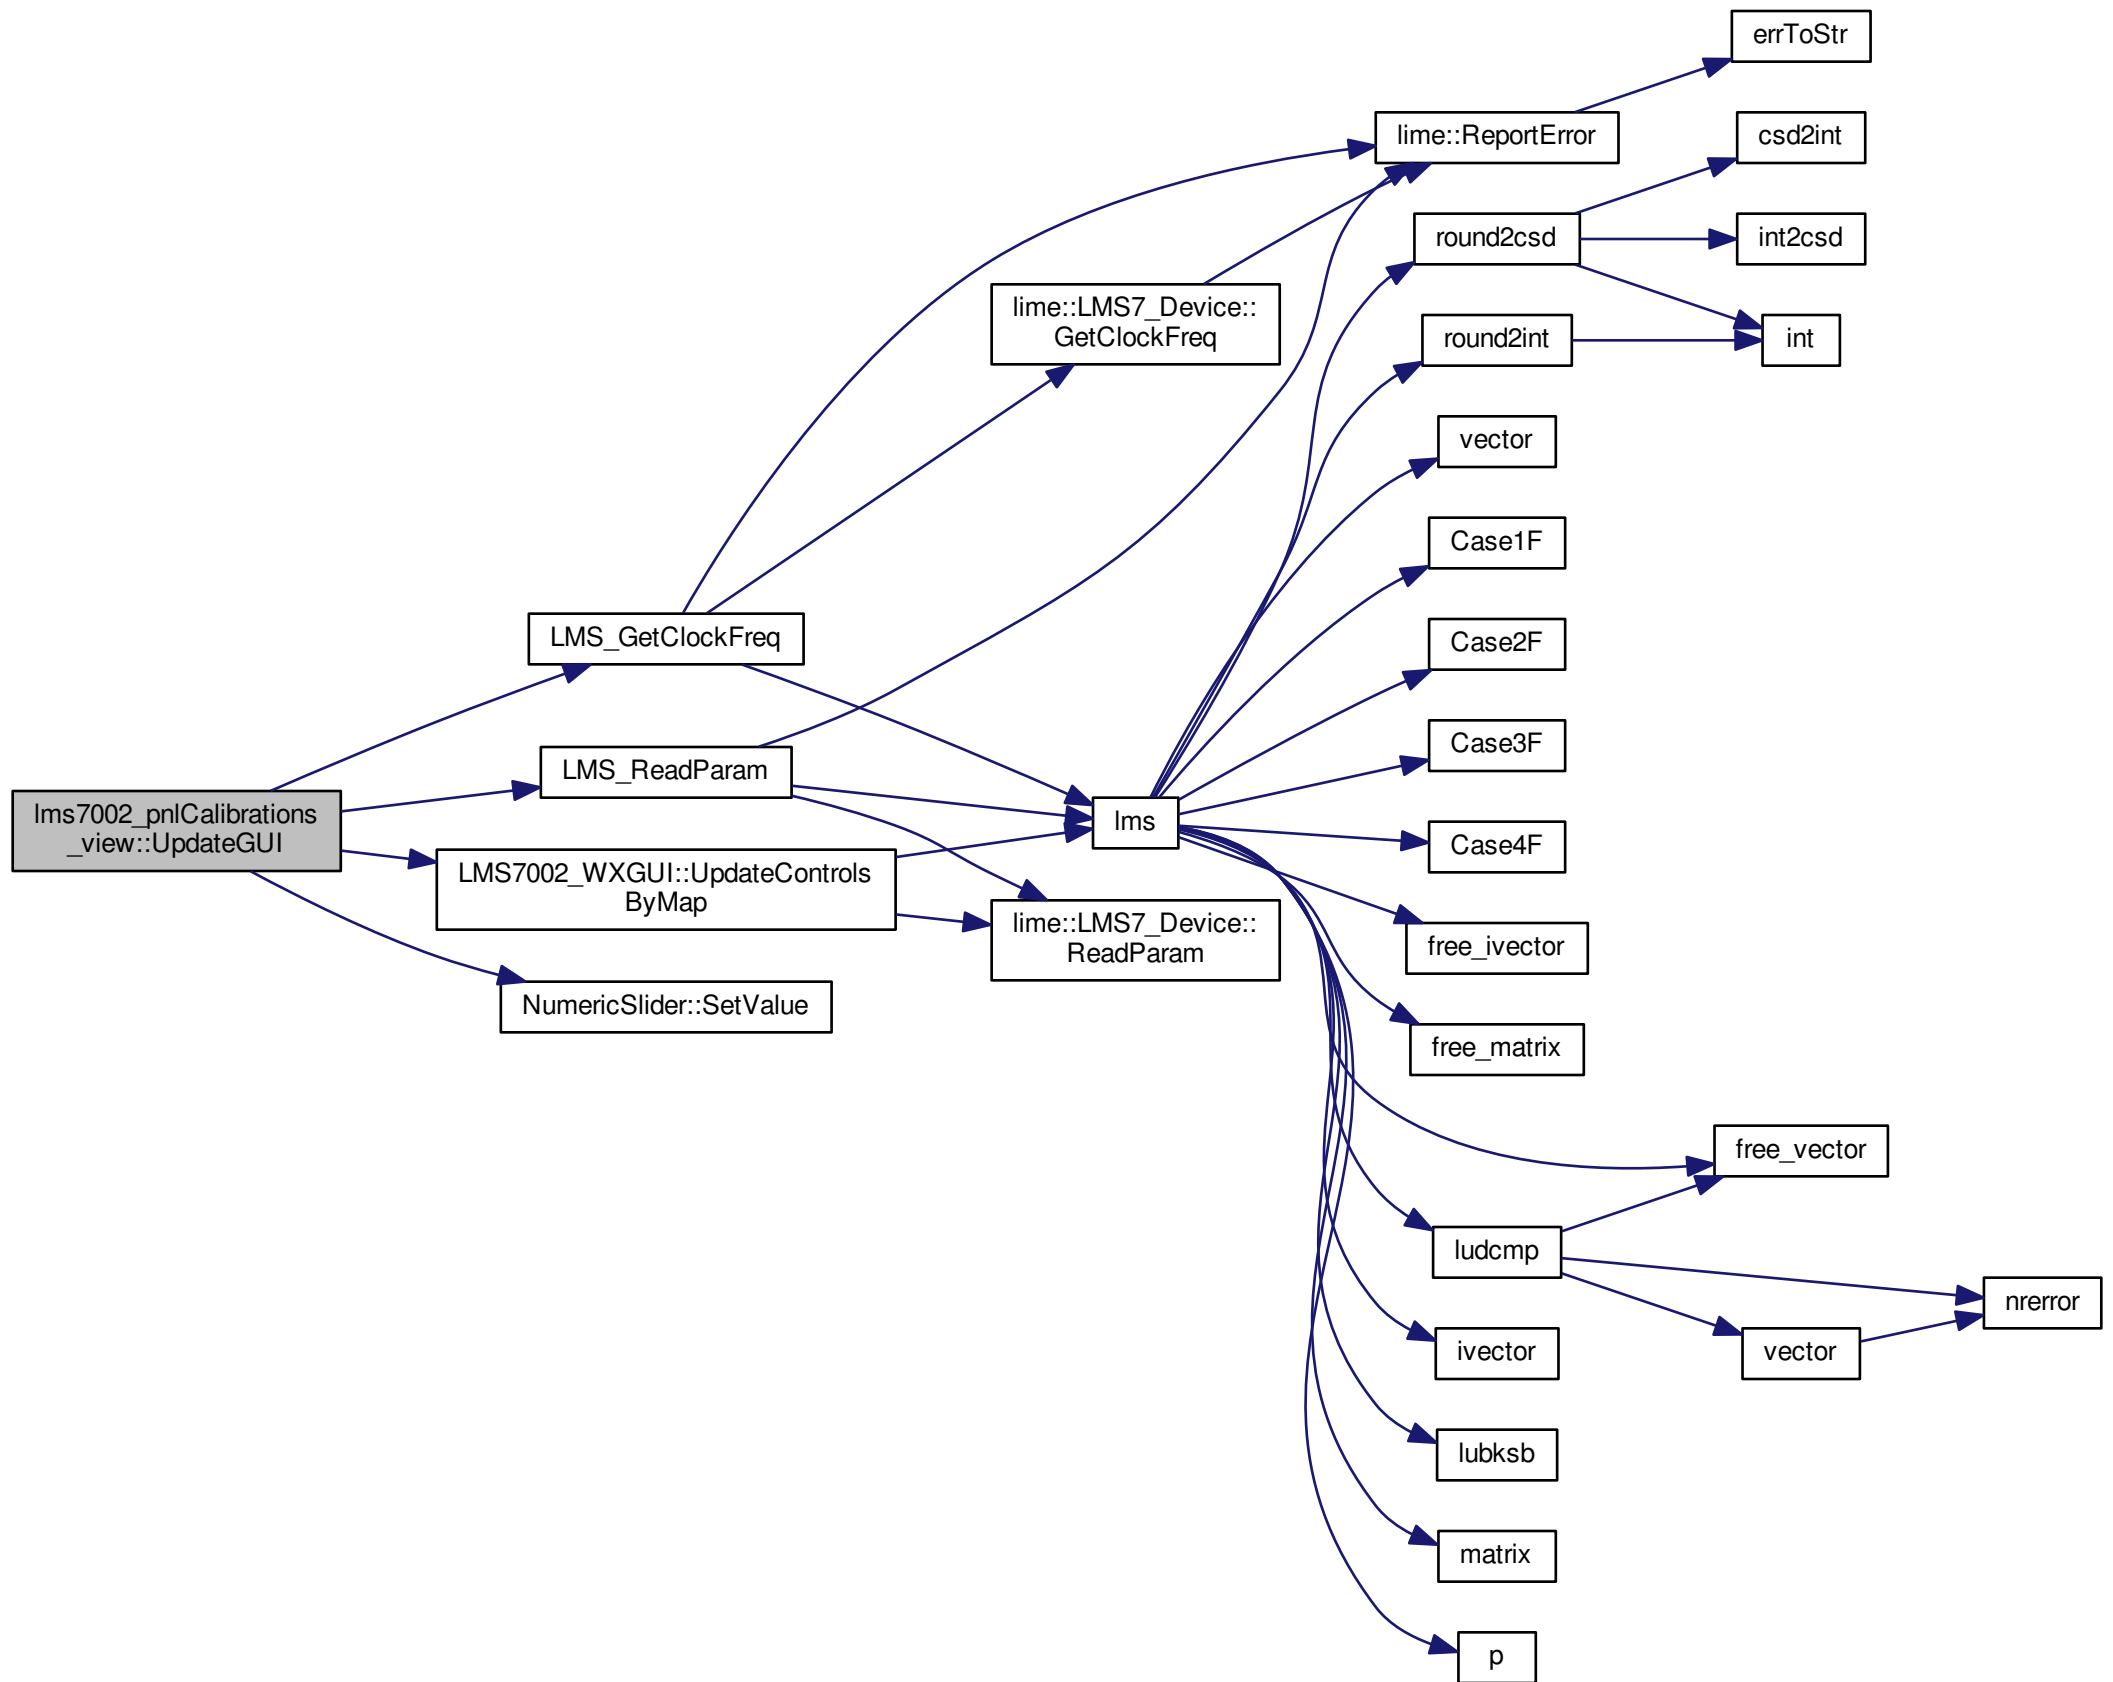 errToStr
lime::ReportError
csd2int
round2csd
int2csd
lime::LMS7_Device::
GetClockFreq
round2int
int
vector
Case1F
LMS_GetClockFreq
Case2F
Case3F
LMS_ReadParam
lms7002_pnlCalibrations
_view::UpdateGUI
lms
Case4F
LMS7002_WXGUI::UpdateControls
ByMap
lime::LMS7_Device::
ReadParam
free_ivector
NumericSlider::SetValue
free_matrix
free_vector
ludcmp
nrerror
ivector
vector
lubksb
matrix
p